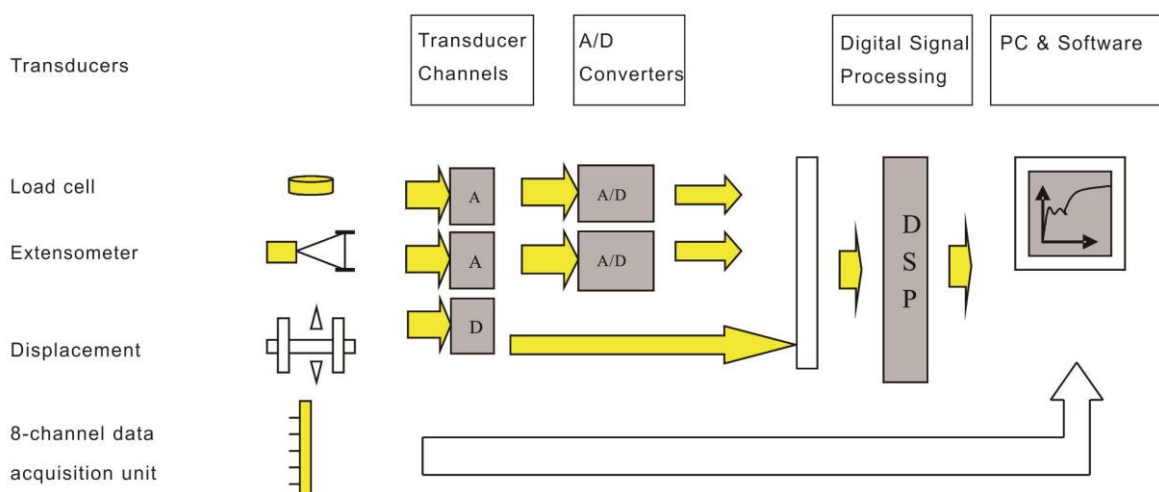 Transducers
Transducer
Channels
A/D
Converters
Digital Signal
Processing
PC & Software
Load cell
A
A/D
Extensometer
A
A/D
Displacement
D
D
S
P
8-channel data
acquisition unit